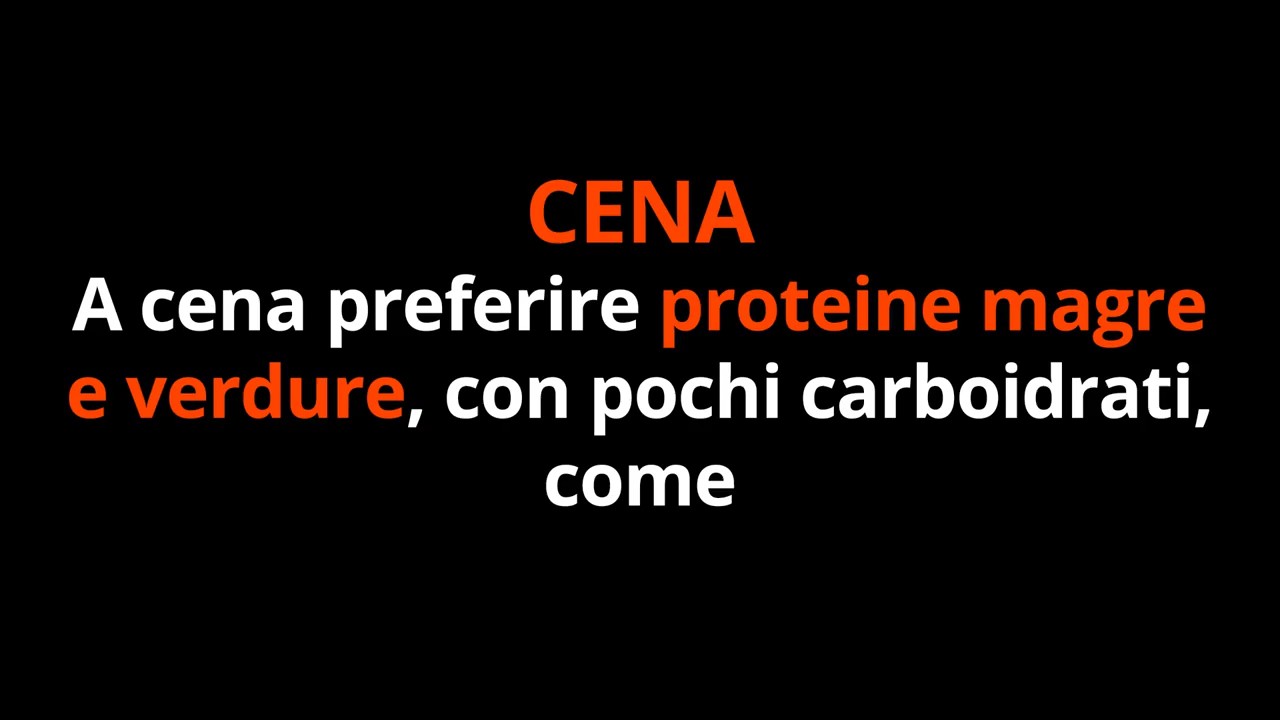 CENA
A cena preferire proteine magre
e verdure, con pochi carboidrati,
come